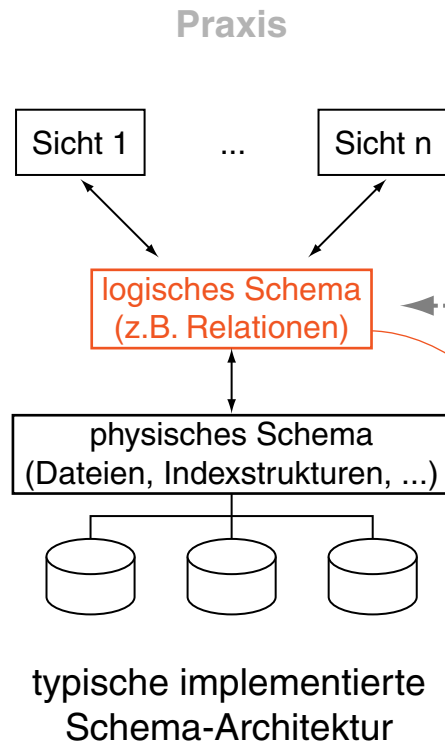 Praxis
Sicht 1 ... Sicht n
logisches Schema
(z.B. Relationen)
physisches Schema
(Dateien, Indexstrukturen, ...)
typische implementierte
Schema-Architektur